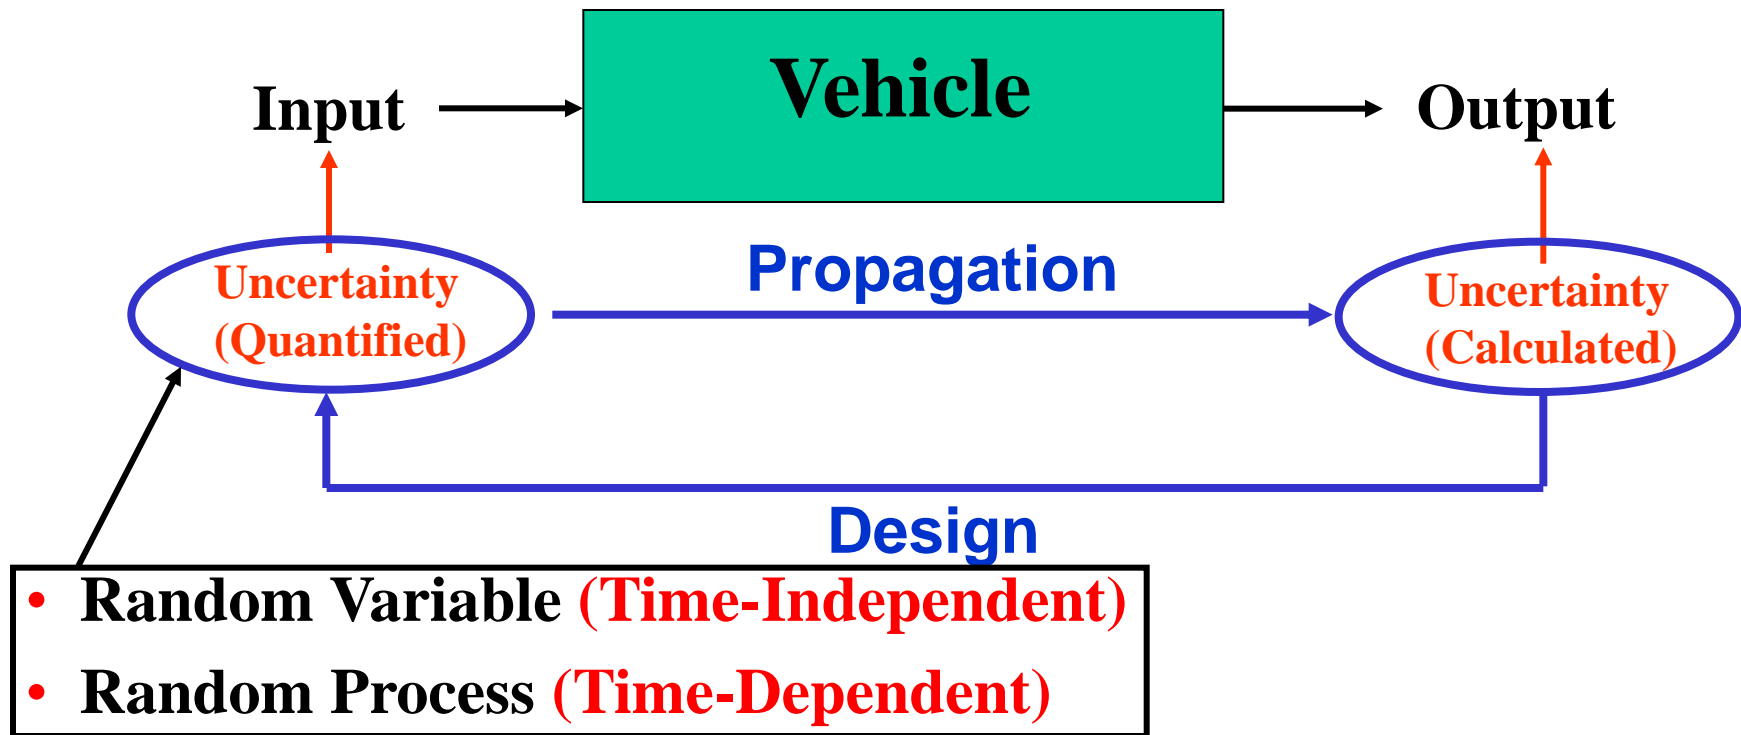 Vehicle
Input
Output
Propagation
Uncertainty
(Quantified)
Uncertainty
(Calculated)
Design
• Random Variable (Time-Independent)
• Random Process (Time-Dependent)